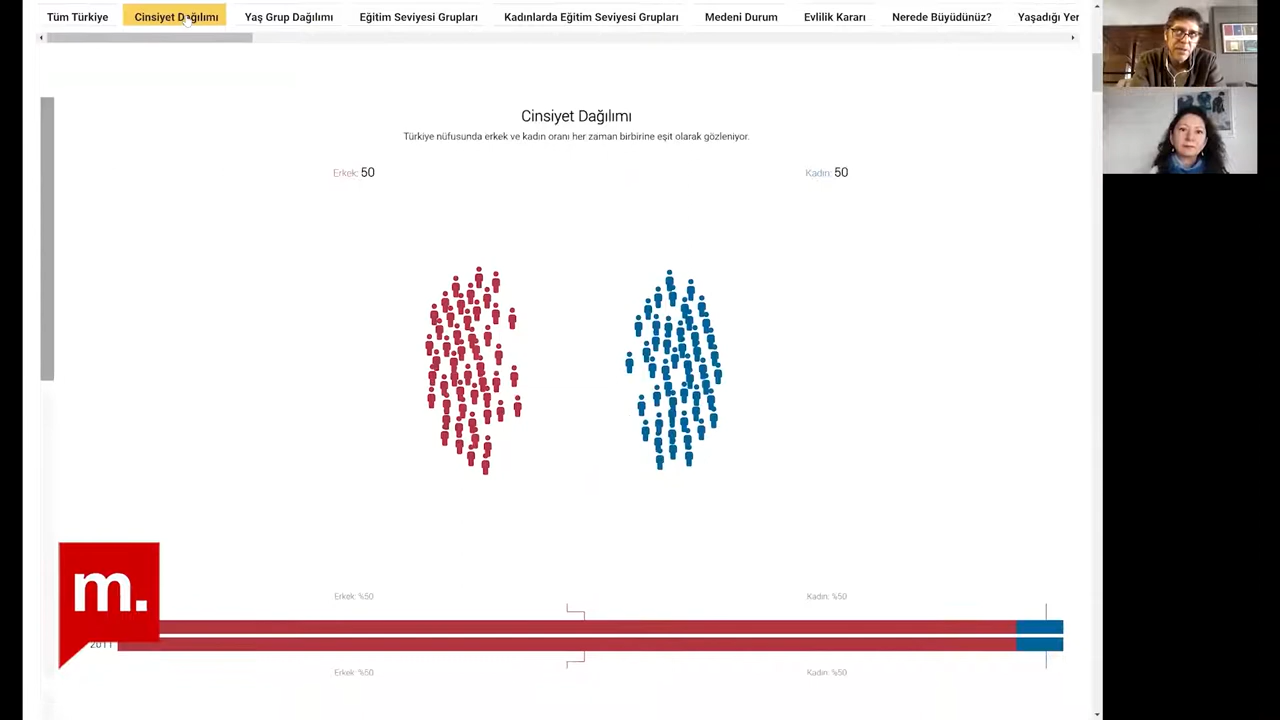 Tüm Türkiye
Cinsiyet Dağılımı
Yaş Grup Dağılımı
Eğitim Seviyesi Grupları
Kadınlarda Eğitim Seviyesi Grupları
Medeni Durum
Evlilik Kararı
Nerede Büyüdünüz?
Yaşadığı Yer
Cinsiyet Dağılımı
Türkiye nüfusunda erkek ve kadın oranı her zaman birbirine eşit olarak gözleniyor.
Erkek: 50
Kadın: 50
m.
Erkek: %50
Kadın: %50
2011
Erkek: %50
Kadın: %50